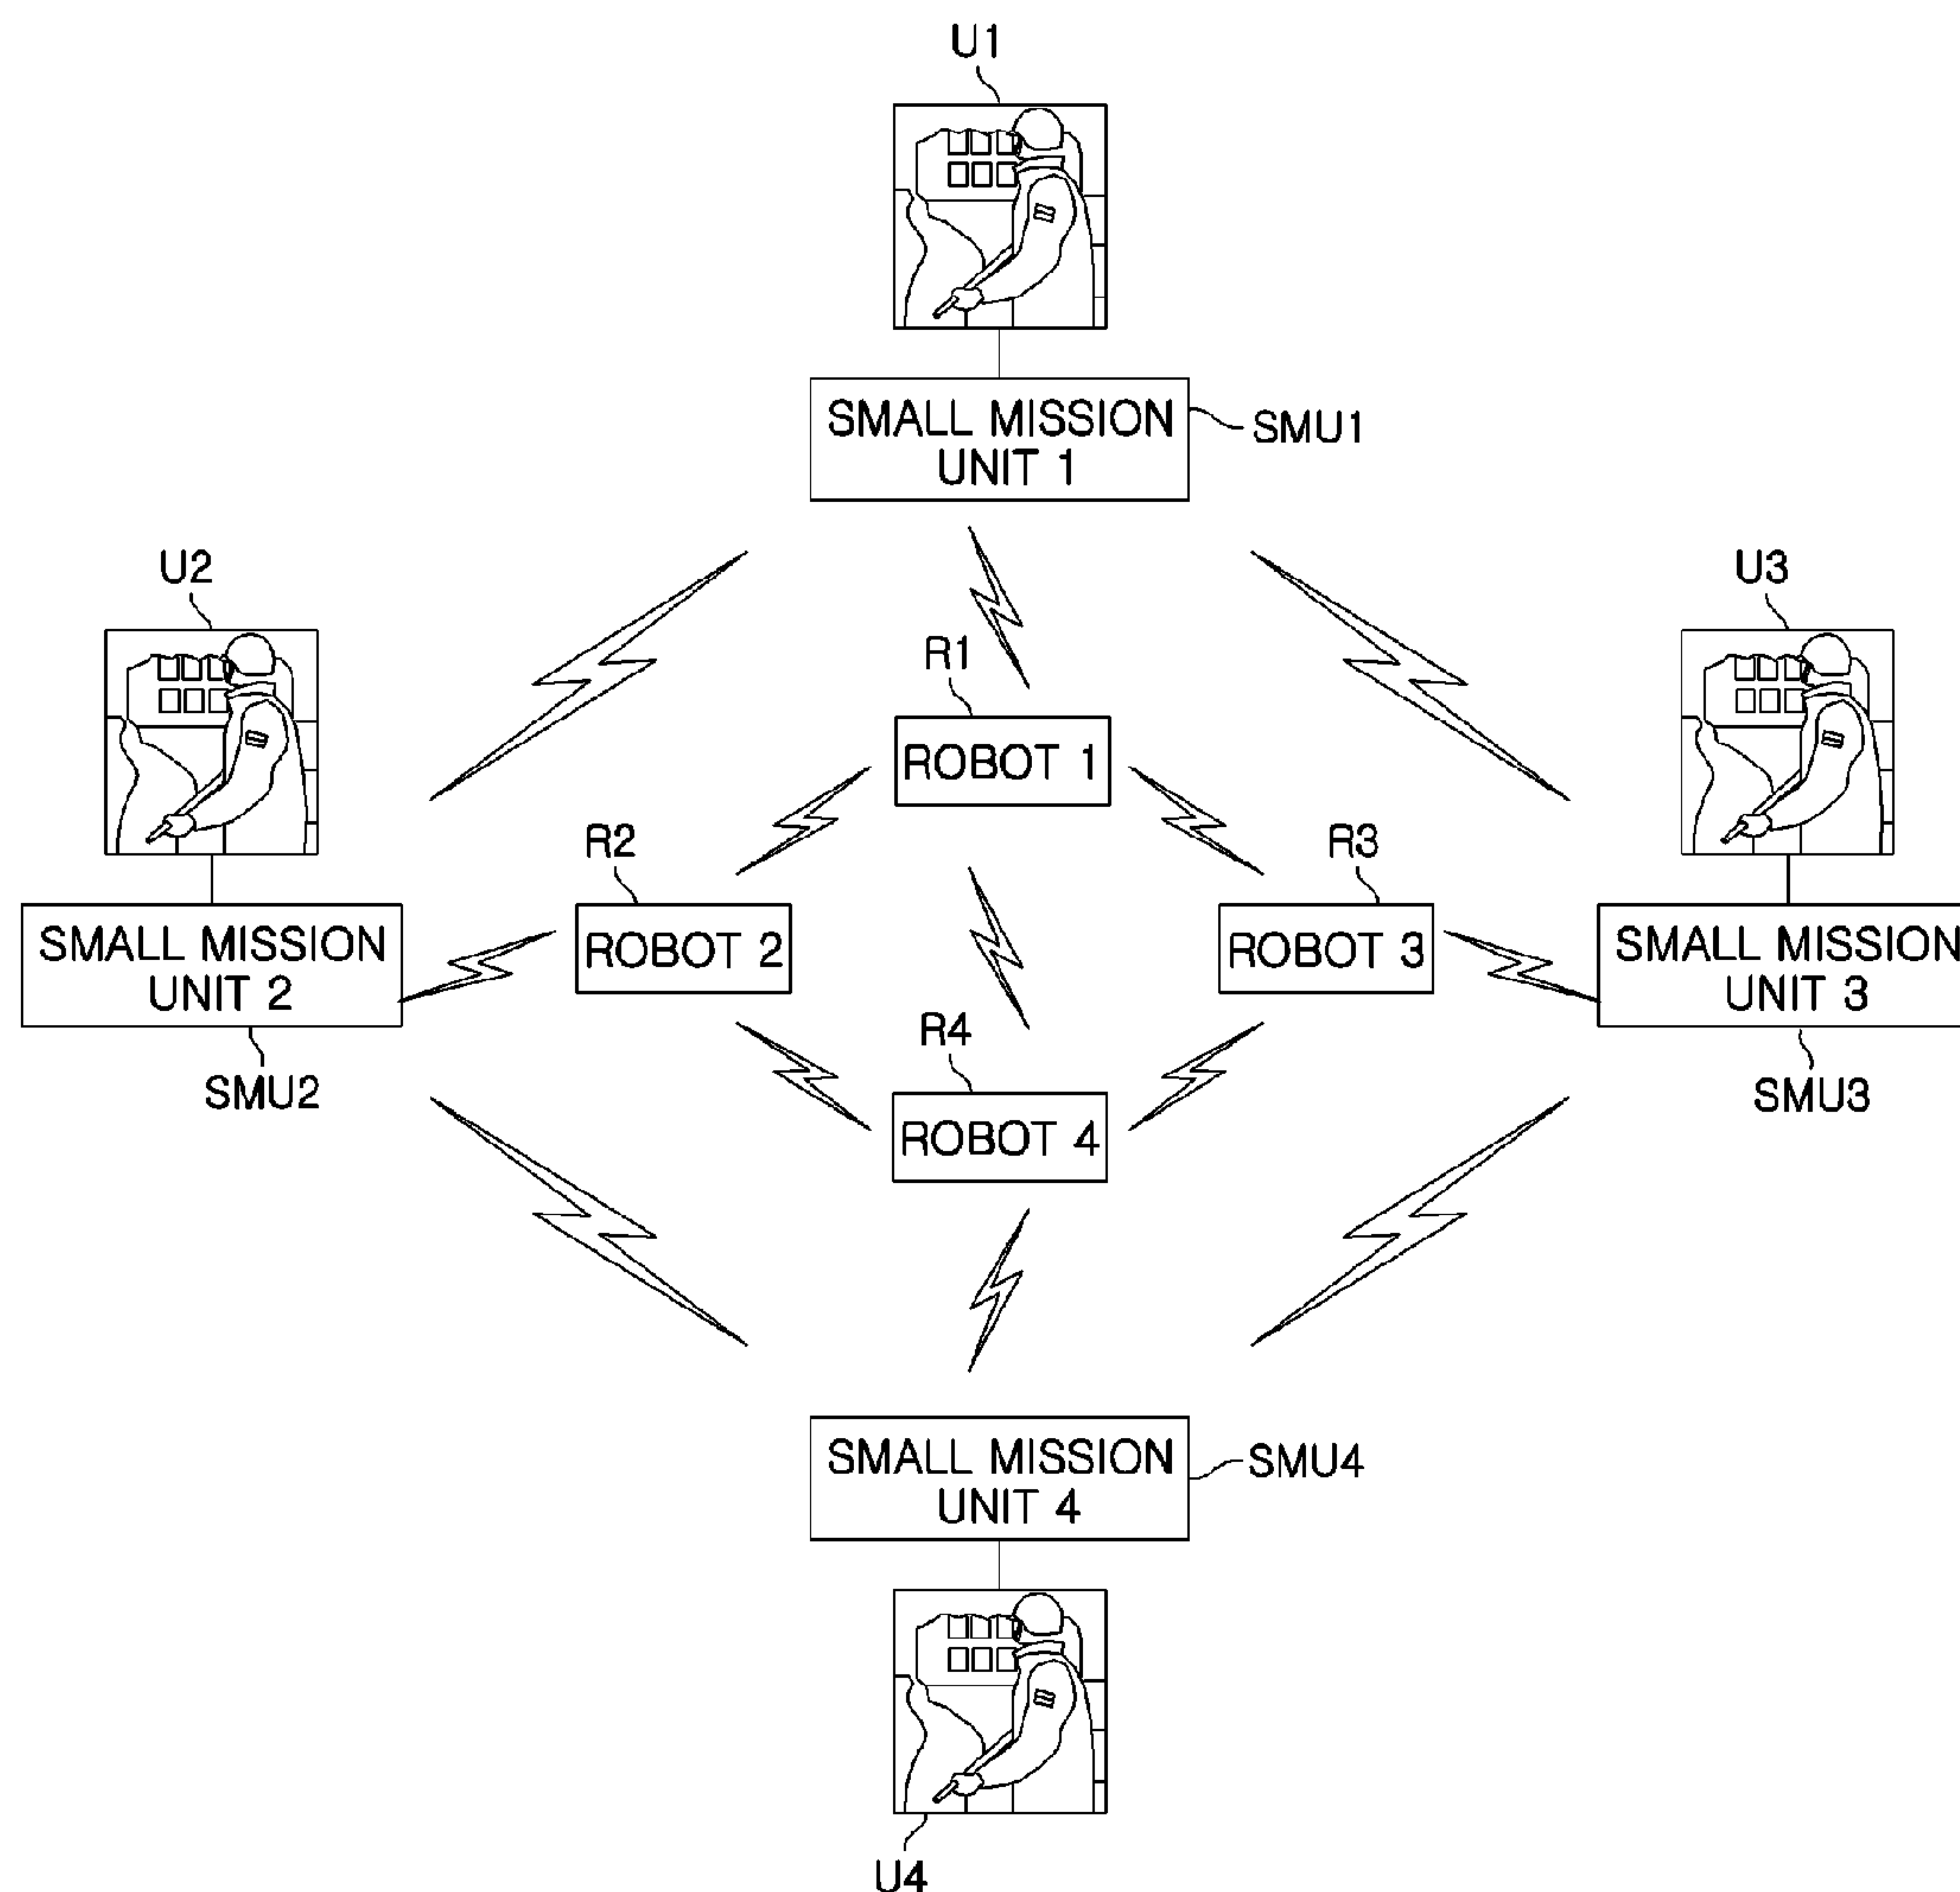 U1
SMALL MISSION
UNIT 1
SMU1
U2
U3
R1
ROBOT 1
R2
R3
SMALL MISSION
UNIT 2
ROBOT 2
ROBOT 3
SMALL MISSION
UNIT 3
SMU2
R4
SMU3
ROBOT 4
SMALL MISSION
UNIT 4
SMU4
U4